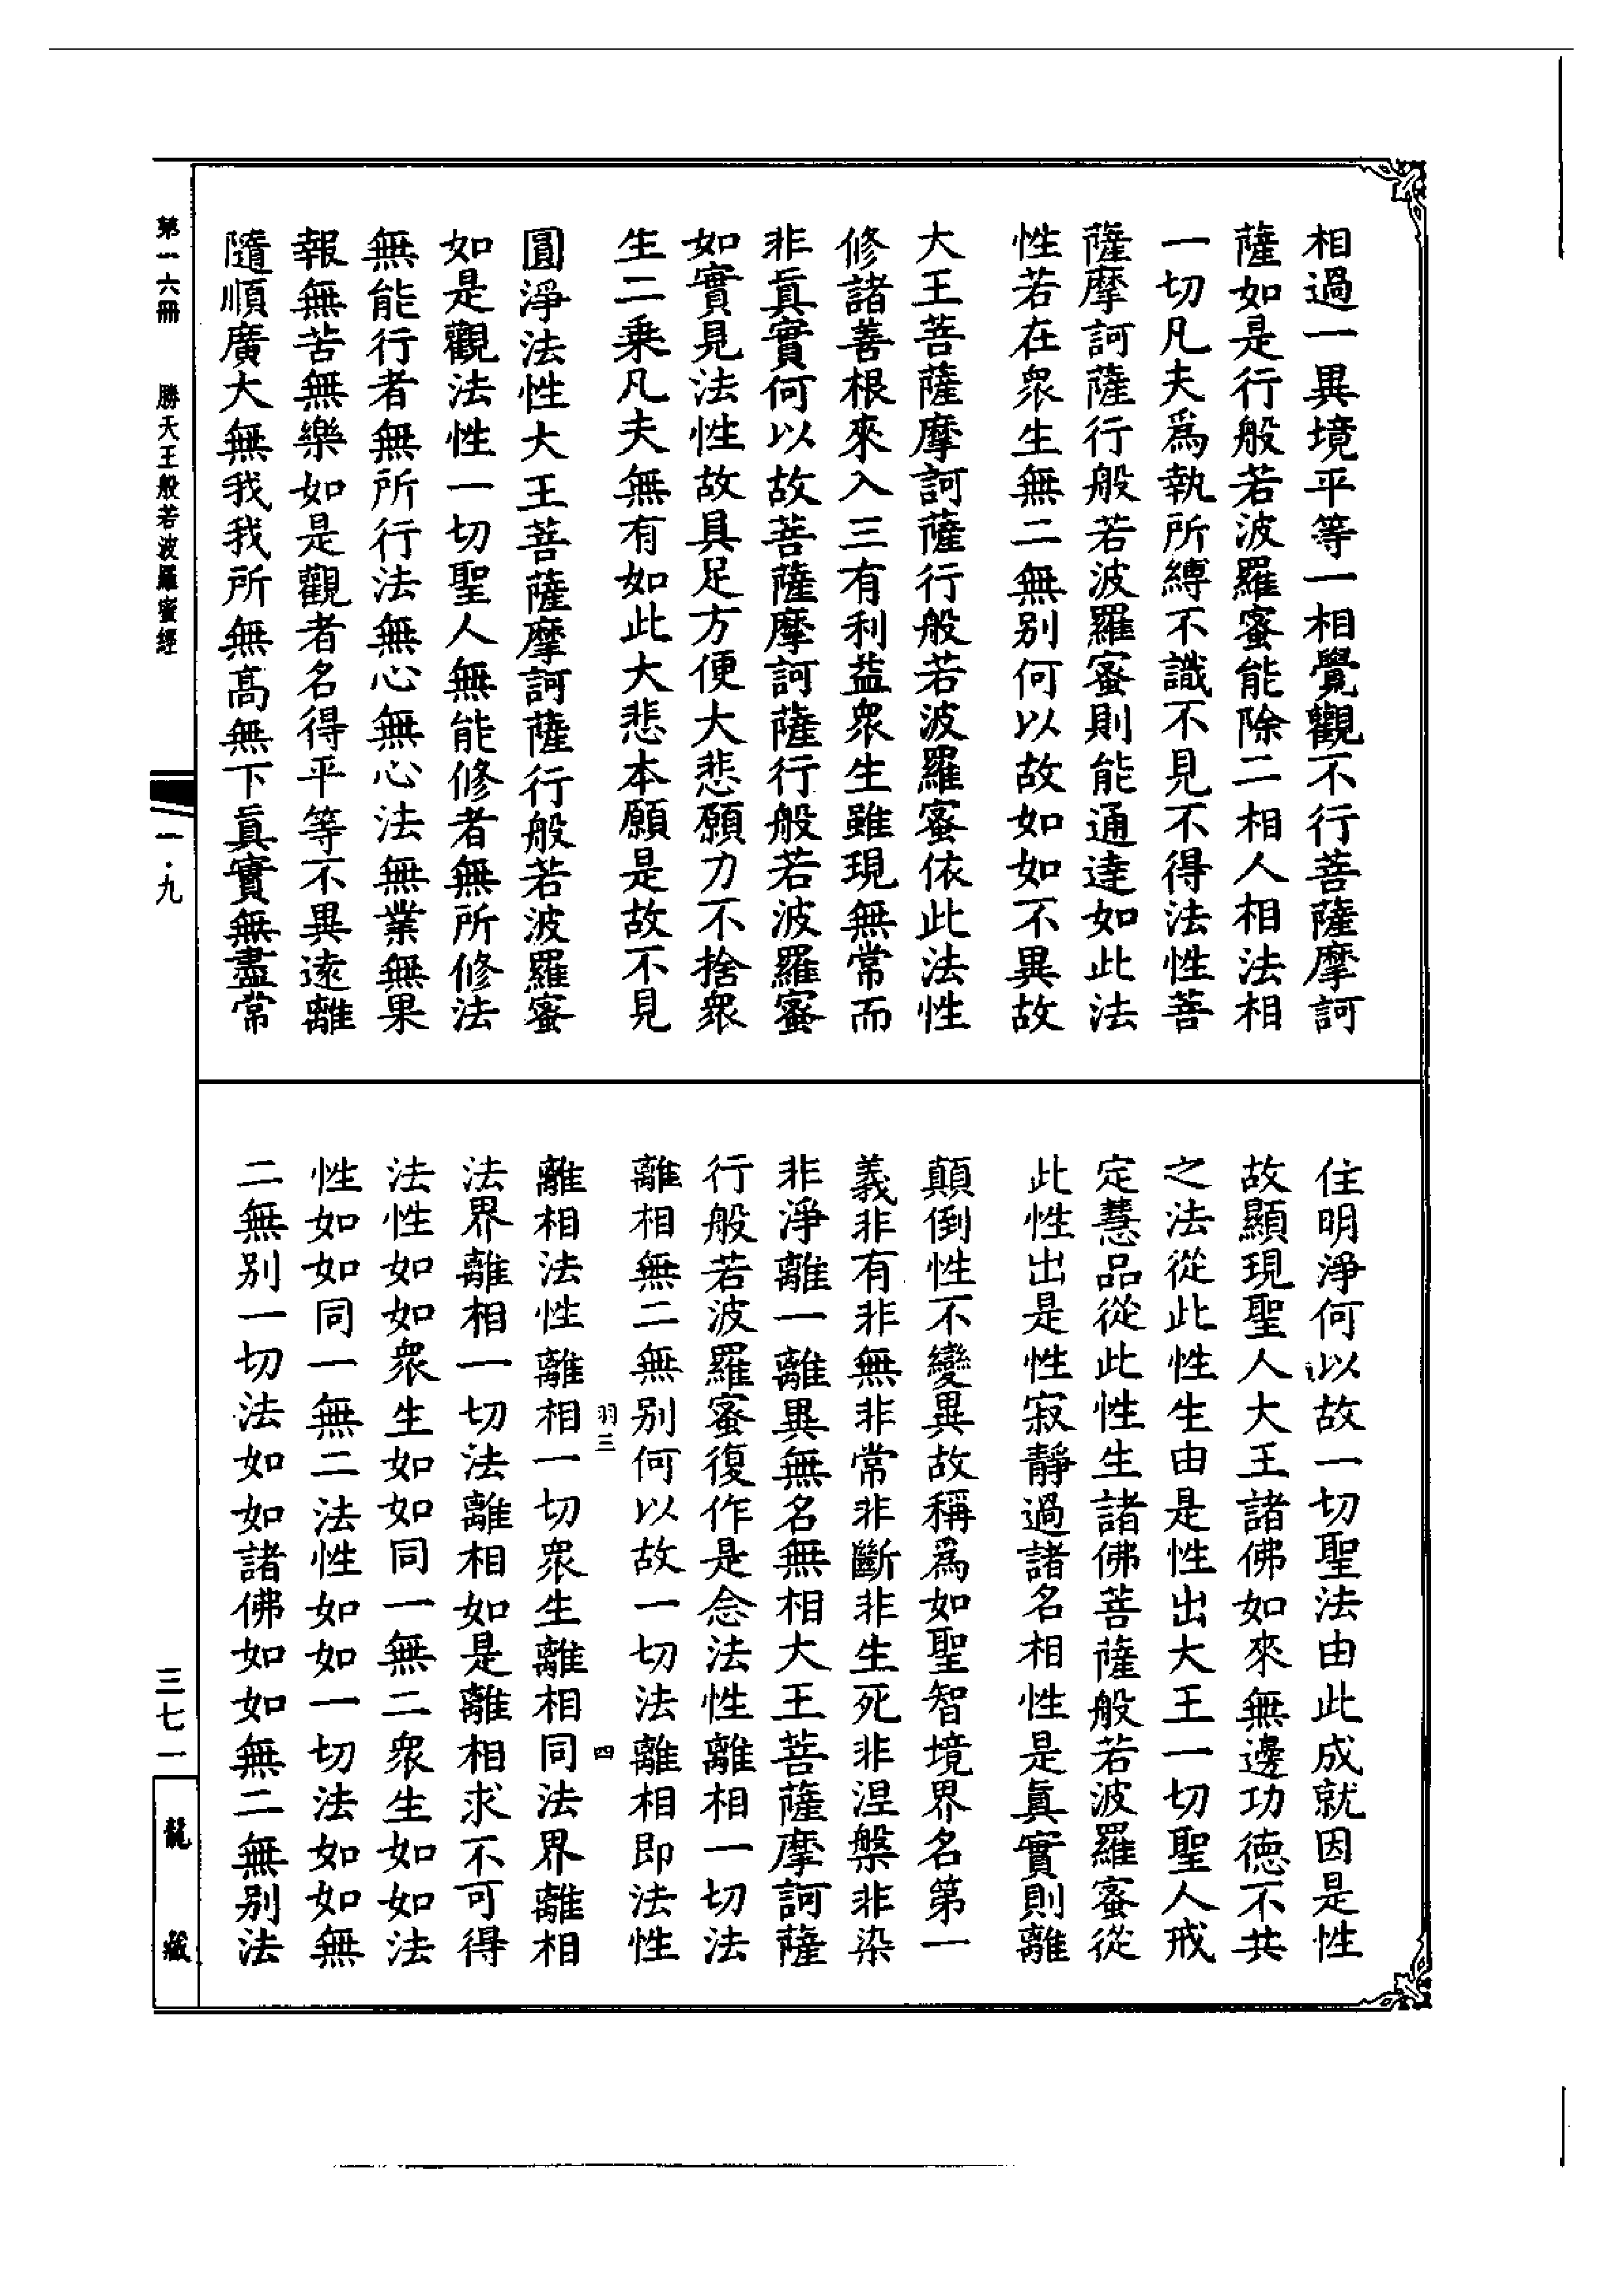 相過一異境平等一相覺觀不行菩薩摩訶
薩如是行般若波羅蜜能除二相人相法相
一切凡夫爲執所縛不識不見不得法性菩
薩摩訶薩行般若波羅蜜則能通達如此法
性若在衆生無二無別何以故如如不異故
大王菩薩摩訶薩行般若波羅蜜依此法性
修諸善根來入三有利益衆生雖現無常而
非眞實何以故菩薩摩訶薩行般若波羅蜜
如實見法性故具足方便大悲願力不捨衆
生二乘凡夫無有如此大悲本願是故不見
圓淨法性大王菩薩摩訶薩行般若波羅蜜
如是觀法性一切聖人無能修者無所修法
無能行者無所行法無心無心法無業無果
報無苦無樂如是觀者名得平等不異遠離
隨順廣大無我我所無高無下眞實無盡常
住明淨何以故一切聖法由此成就因是性
故顯現聖人大王諸佛如來無邊功德不共
之法從此性生由是性出大王一切聖人戒
定慧品從此性生諸佛菩薩般若波羅蜜從
此性出是性寂靜過諸名相性是眞實則離
顛倒性不變異故稱爲如聖智境界名第一
義非有非無非常非斷非生死非涅槃非染
非淨離一離異無名無相大王菩薩摩訶薩
行般若波羅蜜復作是念法性離相一切法
離相無二無別何以故一切法離相即法性
羽三 四
離相法性離相一切衆生離相同法界離相
法界離相一切法離相如是離相求不可得
法性如如衆生如如同一無二衆生如如法
性如如同一無二法性如如一切法如如無
二無別一切法如如諸佛如如無二無別法
第一六冊 勝天王般若波羅蜜經
一·九
三七一
龍藏